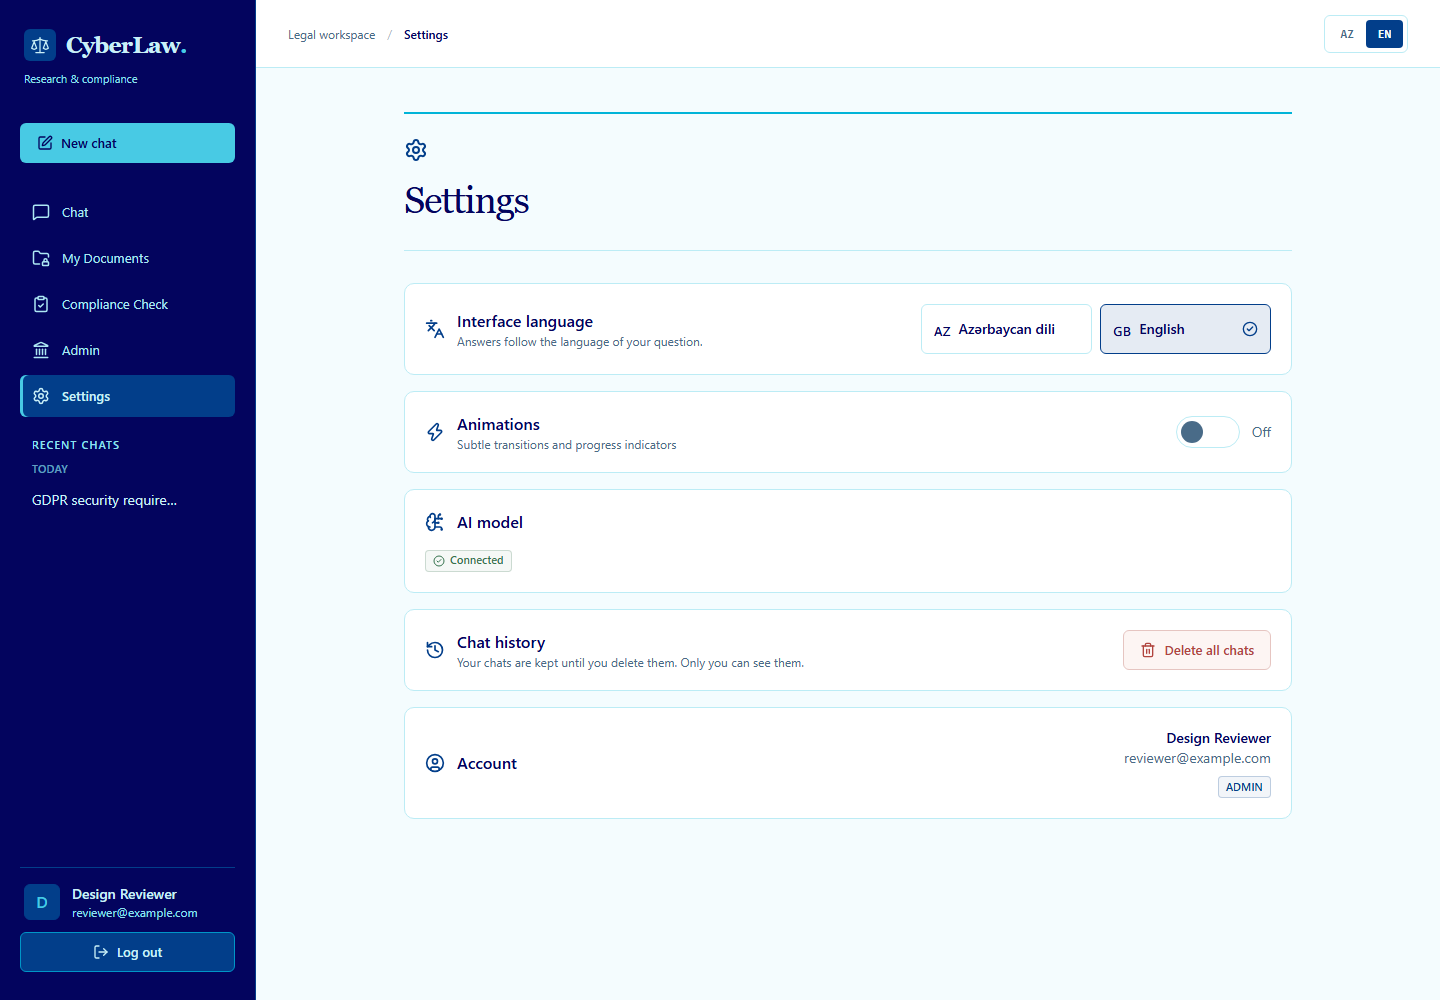 CyberLaw.
Research & compliance
New chat
Chat
My Documents
Compliance Check
Admin
Settings
RECENT CHATS
TODAY
GDPR security require...
Design Reviewer
D
reviewer@example.com
Log out
Legal workspace / Settings
AZ EN
Settings
Interface language
Answers follow the language of your question.
AZ Azərbaycan dili
GB English
Animations
Subtle transitions and progress indicators
Off
AI model
Connected
Chat history
Your chats are kept until you delete them. Only you can see them.
Delete all chats
Account
Design Reviewer
reviewer@example.com
ADMIN